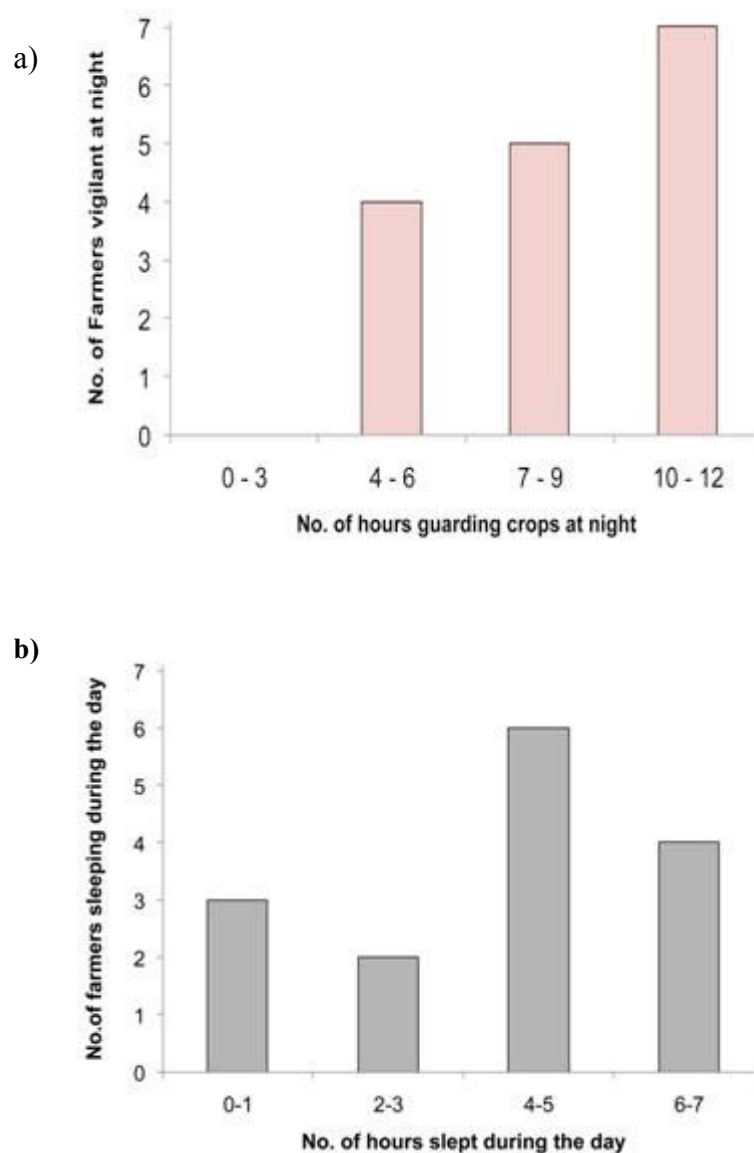 a)
No. of Farmers vigilant at night
7
6
5
4
3
2
1
0
0 - 3 4 - 6 7 - 9 10 - 12
No. of hours guarding crops at night
b)
No.of farmers sleeping during the day
7
6
5
4
3
2
1
0
0-1 2-3 4-5 6-7
No. of hours slept during the day